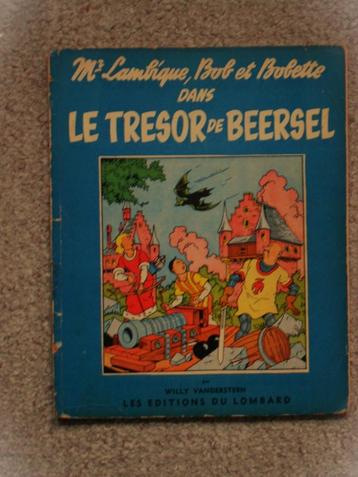 Mr Lambique, Bob et Bobette
DANS
LE TRESOR DE BEERSEL
par
WILLY VANDERSTEEN
LES EDITIONS DU LOMBARD